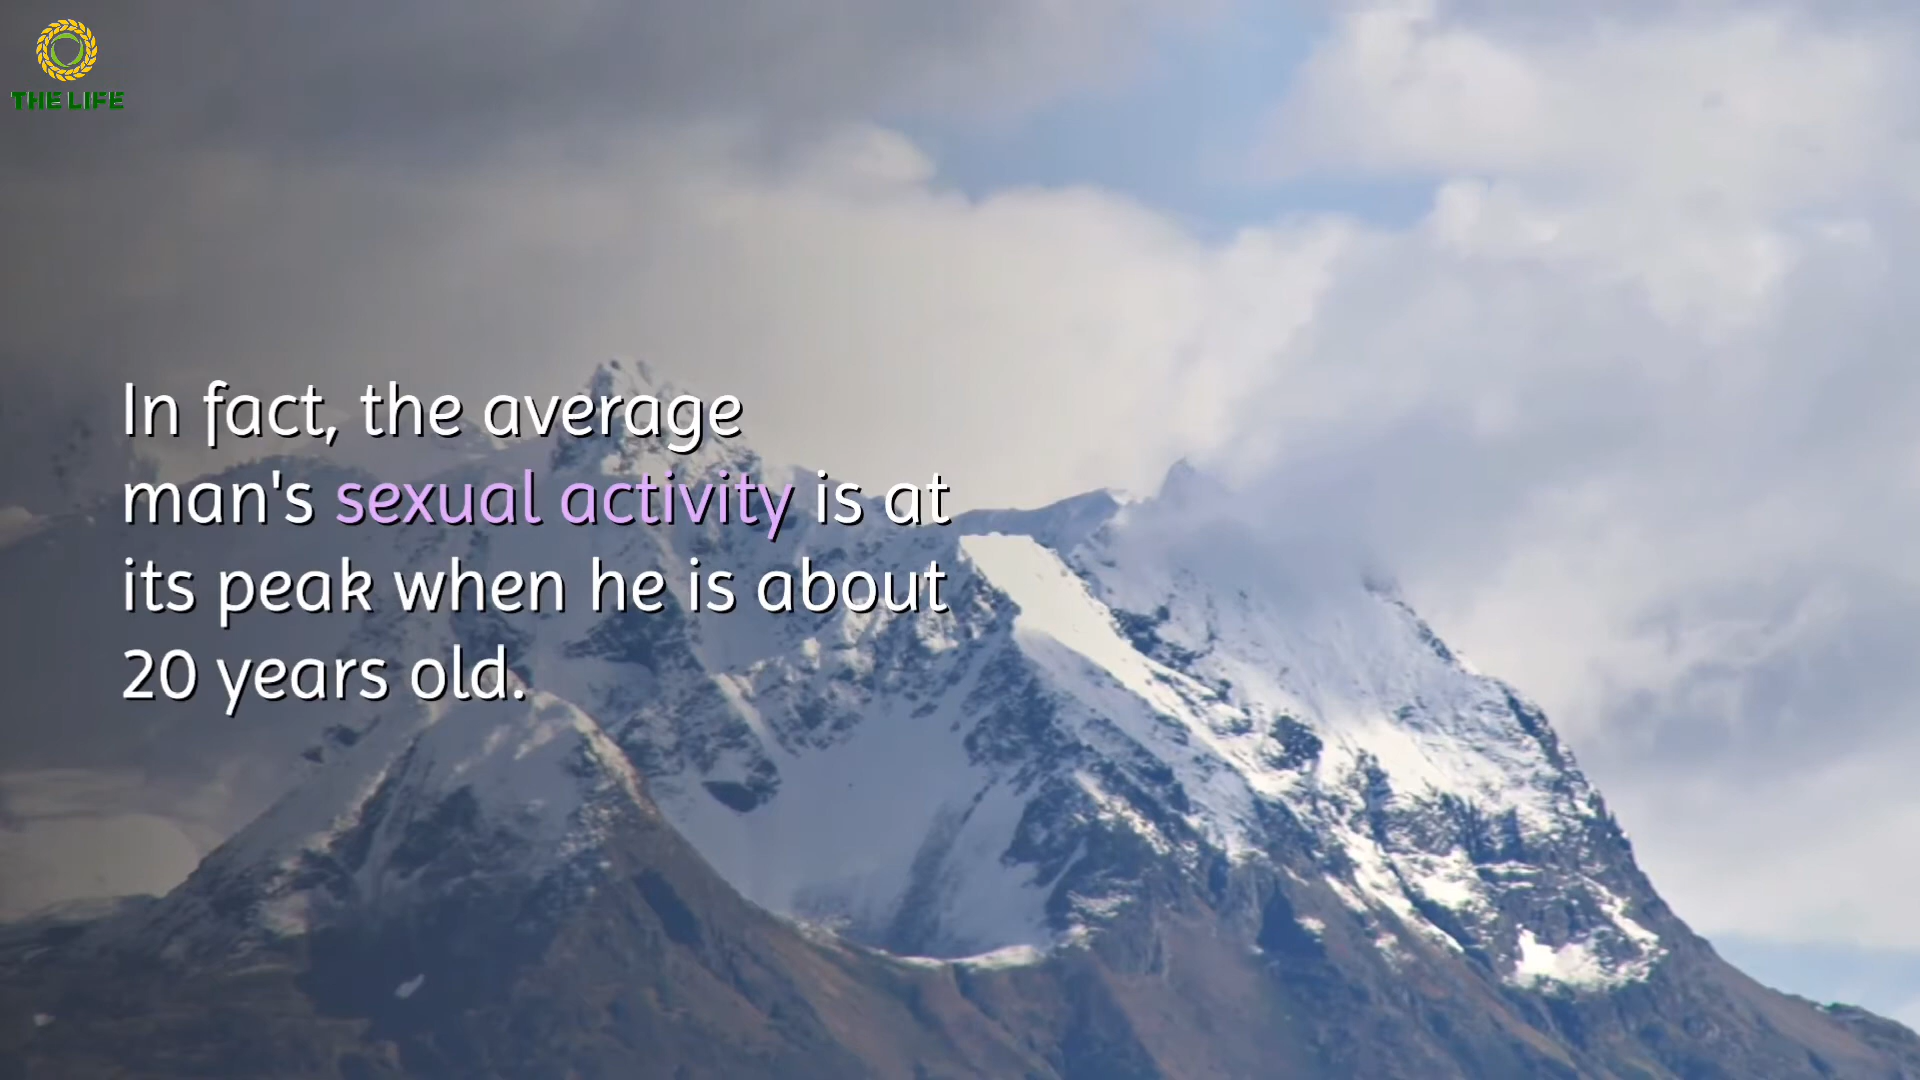 THE LIFE
In fact, the average
man's sexual activity is at
its peak when he is about
20 years old.